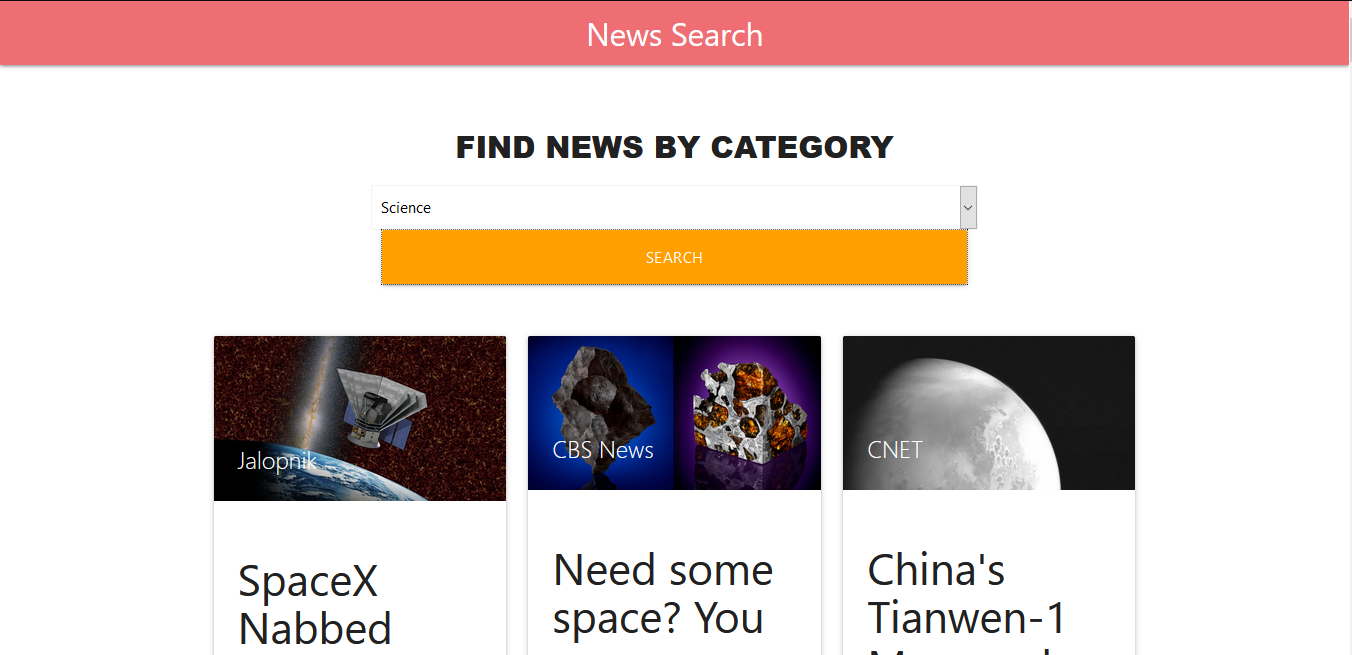 News Search
FIND NEWS BY CATEGORY
Science
SEARCH
Jalopnik
CBS News
CNET
SpaceX
Nabbed
Need some
space? You
China's
Tianwen-1